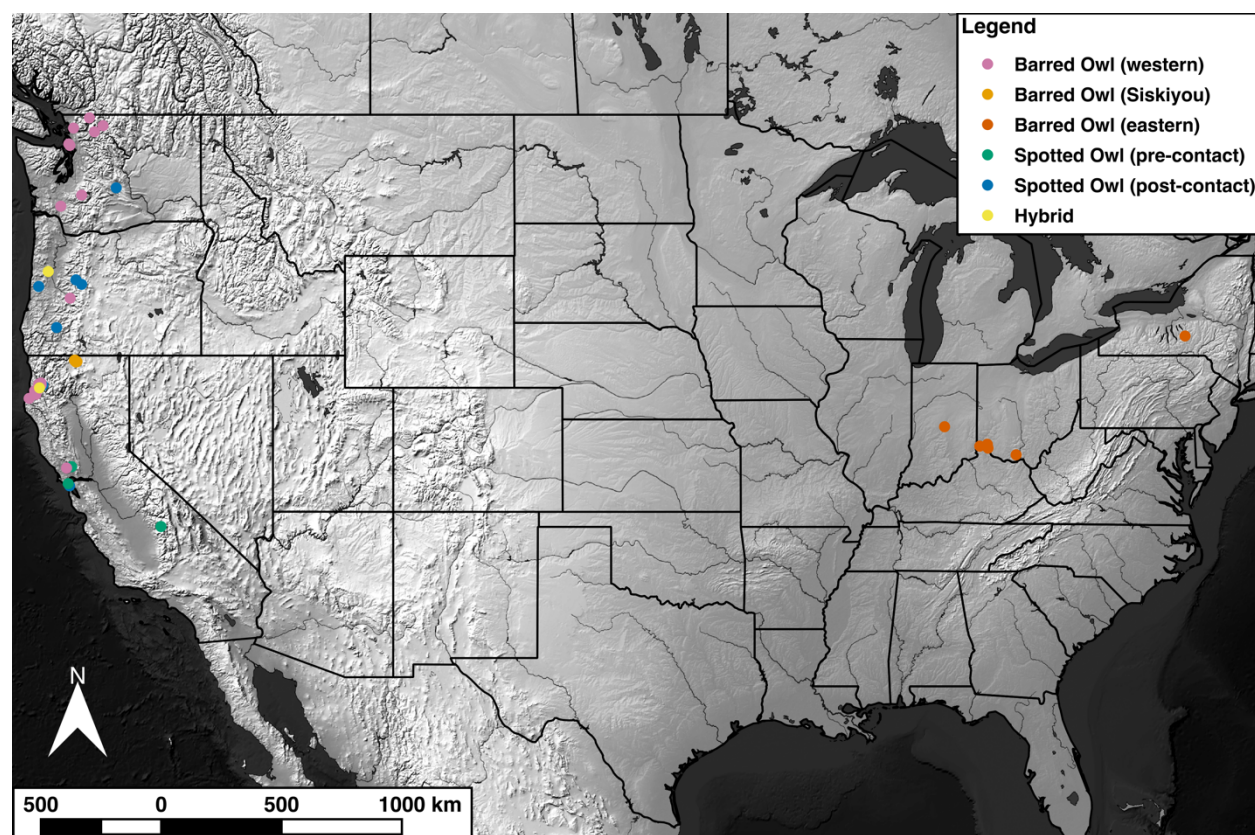 Legend
Barred Owl (western)
Barred Owl (Siskiyou)
Barred Owl (eastern)
Spotted Owl (pre-contact)
Spotted Owl (post-contact)
Hybrid
N
500 0 500 1000 km